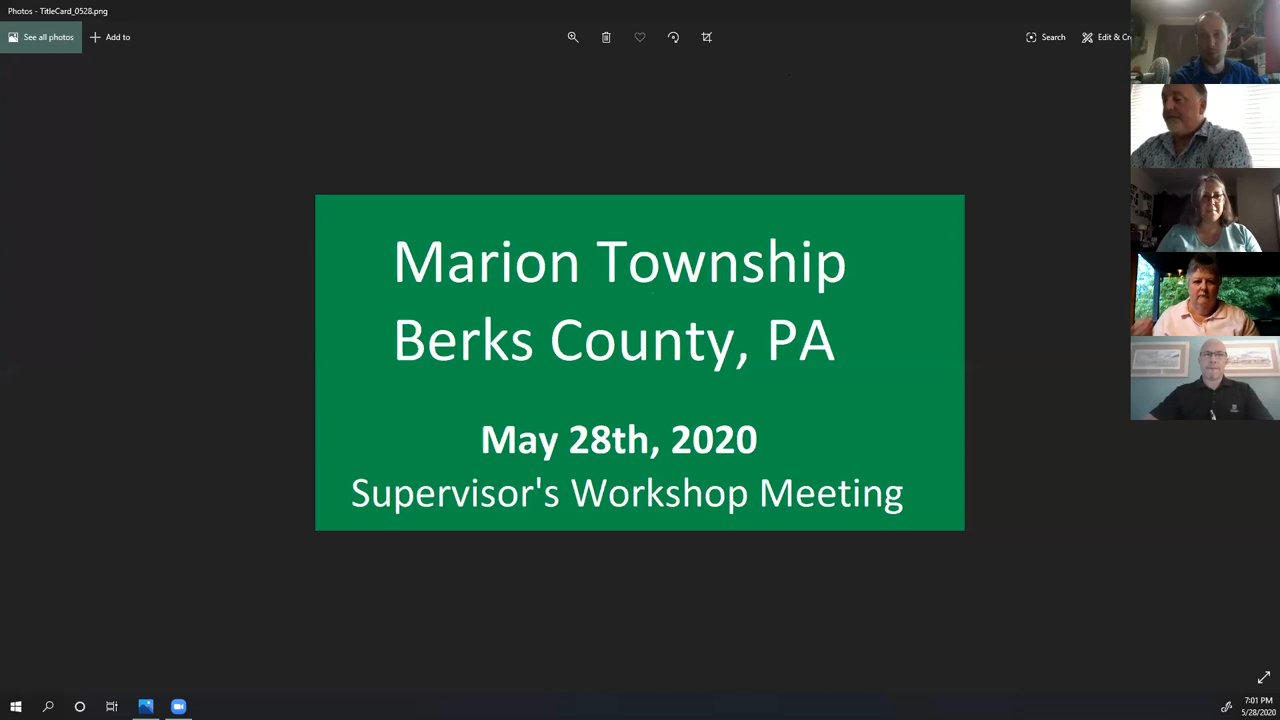 Photos - TitleCard_0528.png
See all photos
Add to
Search
Edit & Cr
Marion Township
Berks County, PA
May 28th, 2020
Supervisor's Workshop Meeting
7:01 PM
5/28/2020